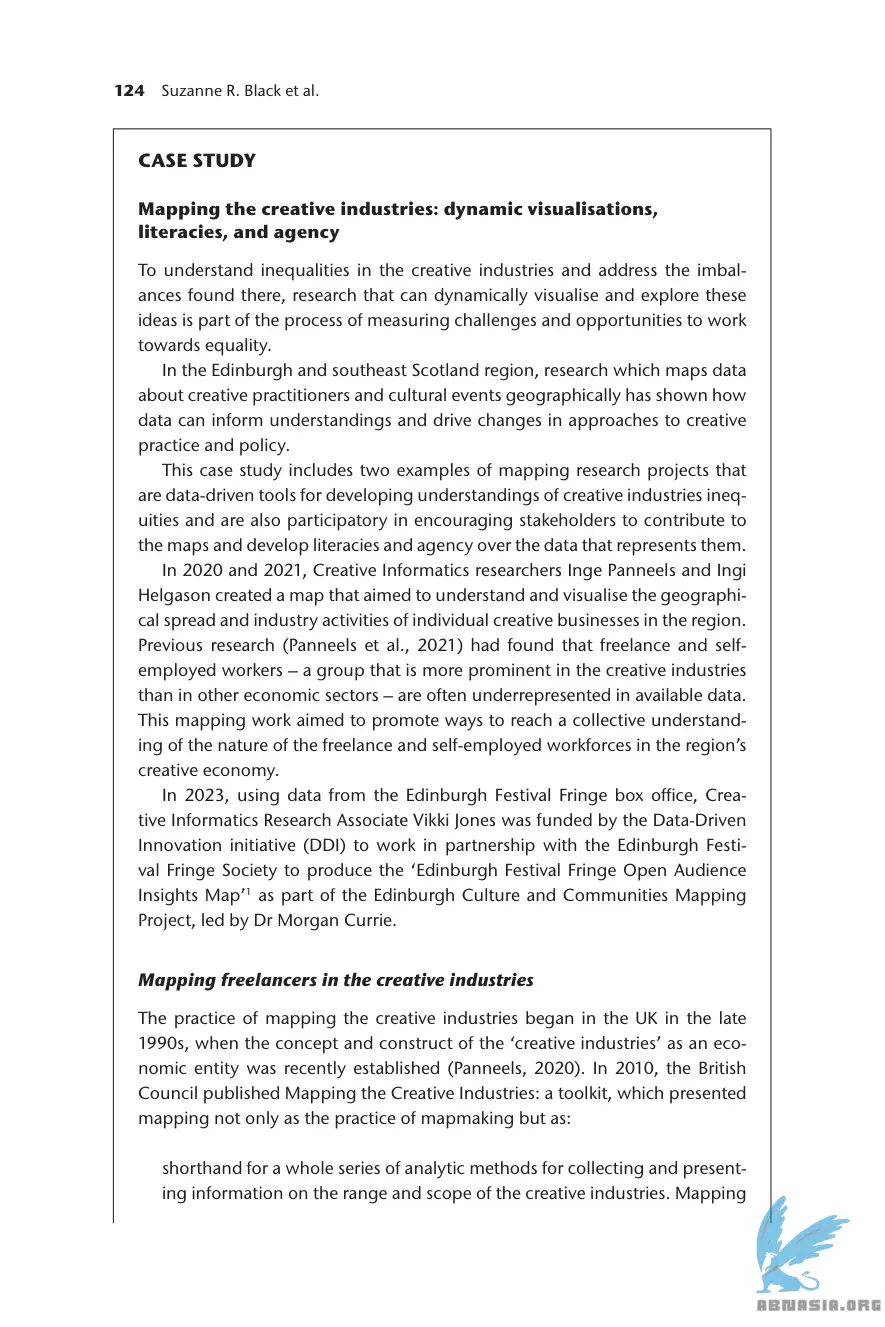 124 Suzanne R. Black et al.
CASE STUDY
Mapping the creative industries: dynamic visualisations,
literacies, and agency
To understand inequalities in the creative industries and address the imbal-
ances found there, research that can dynamically visualise and explore these
ideas is part of the process of measuring challenges and opportunities to work
towards equality.
In the Edinburgh and southeast Scotland region, research which maps data
about creative practitioners and cultural events geographically has shown how
data can inform understandings and drive changes in approaches to creative
practice and policy.
This case study includes two examples of mapping research projects that
are data-driven tools for developing understandings of creative industries ineq-
uities and are also participatory in encouraging stakeholders to contribute to
the maps and develop literacies and agency over the data that represents them.
In 2020 and 2021, Creative Informatics researchers Inge Panneels and Ingi
Helgason created a map that aimed to understand and visualise the geographi-
cal spread and industry activities of individual creative businesses in the region.
Previous research (Panneels et al., 2021) had found that freelance and self-
employed workers – a group that is more prominent in the creative industries
than in other economic sectors – are often underrepresented in available data.
This mapping work aimed to promote ways to reach a collective understand-
ing of the nature of the freelance and self-employed workforces in the region’s
creative economy.
In 2023, using data from the Edinburgh Festival Fringe box office, Crea-
tive Informatics Research Associate Vikki Jones was funded by the Data-Driven
Innovation initiative (DDI) to work in partnership with the Edinburgh Festi-
val Fringe Society to produce the ‘Edinburgh Festival Fringe Open Audience
Insights Map’¹ as part of the Edinburgh Culture and Communities Mapping
Project, led by Dr Morgan Currie.
Mapping freelancers in the creative industries
The practice of mapping the creative industries began in the UK in the late
1990s, when the concept and construct of the ‘creative industries’ as an eco-
nomic entity was recently established (Panneels, 2020). In 2010, the British
Council published Mapping the Creative Industries: a toolkit, which presented
mapping not only as the practice of mapmaking but as:
shorthand for a whole series of analytic methods for collecting and present-
ing information on the range and scope of the creative industries. Mapping
ABNASIA.ORG